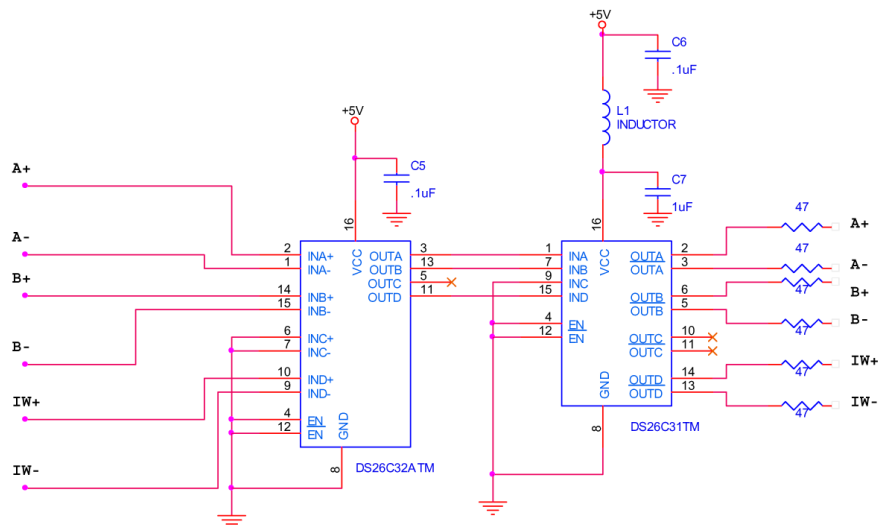 +5V
C6
.1uF
L1
INDUCTOR
+5V
C5
.1uF
C7
1uF
A+
A-
B+
B-
IW+
IW-
16
VCC
2 INA+ OUTA 3
1 INA- OUTB 13
OUTC 5
14 INB+ OUTD 11
15 INB-
6 INC+
7 INC-
10 IND+
9 IND-
4 EN
12 EN
GND
8
DS26C32ATM
16
VCC
1 INA OUTA 2
7 INB OUTA 3
9 INC OUTB 6
15 IND OUTB 5
4 EN OUTC 10
12 EN OUTC 11
OUTD 14
OUTD 13
GND
8
DS26C31TM
47 A+
47 A-
47 B+
47 B-
47 IW+
47 IW-